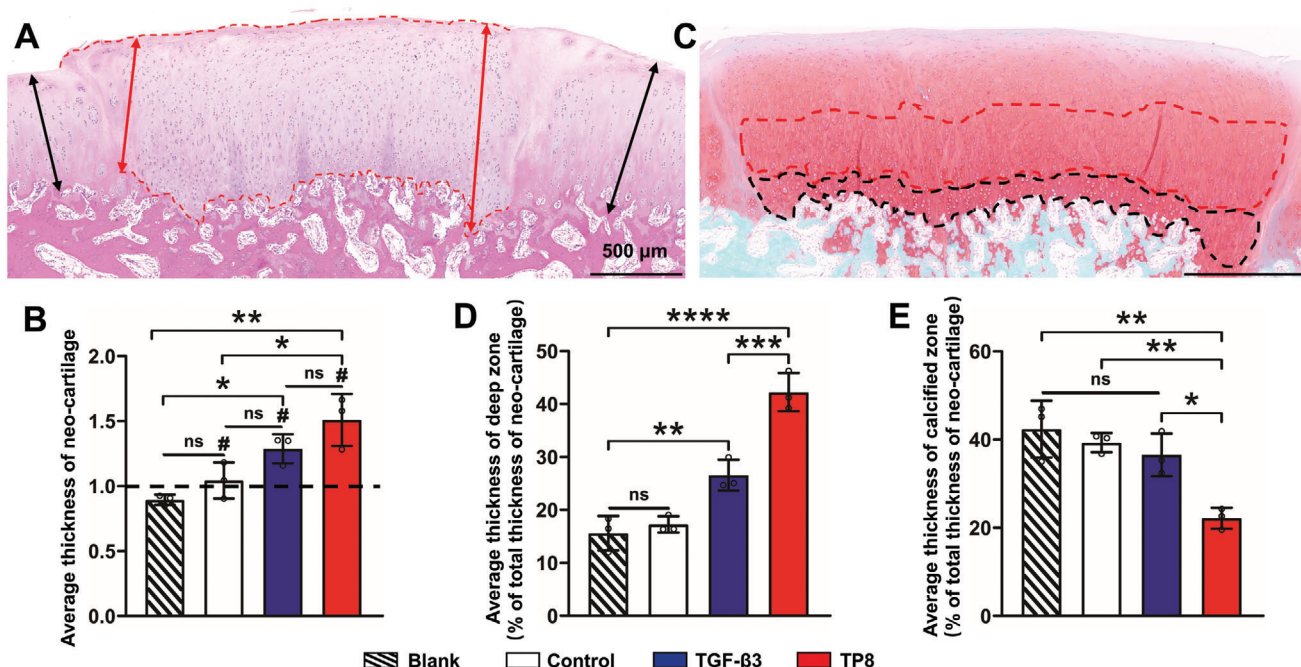 A
500 µm
C
B
Average thickness of neo-cartilage
2.0
1.5
1.0
0.5
0.0
**
*
*
ns
#
ns
#
ns
#
D
Average thickness of deep zone
(% of total thickness of neo-cartilage)
50
40
30
20
10
0
****
***
**
ns
E
Average thickness of calcified zone
(% of total thickness of neo-cartilage)
60
40
20
0
**
**
ns
*
Blank Control TGF-ß3 TP8